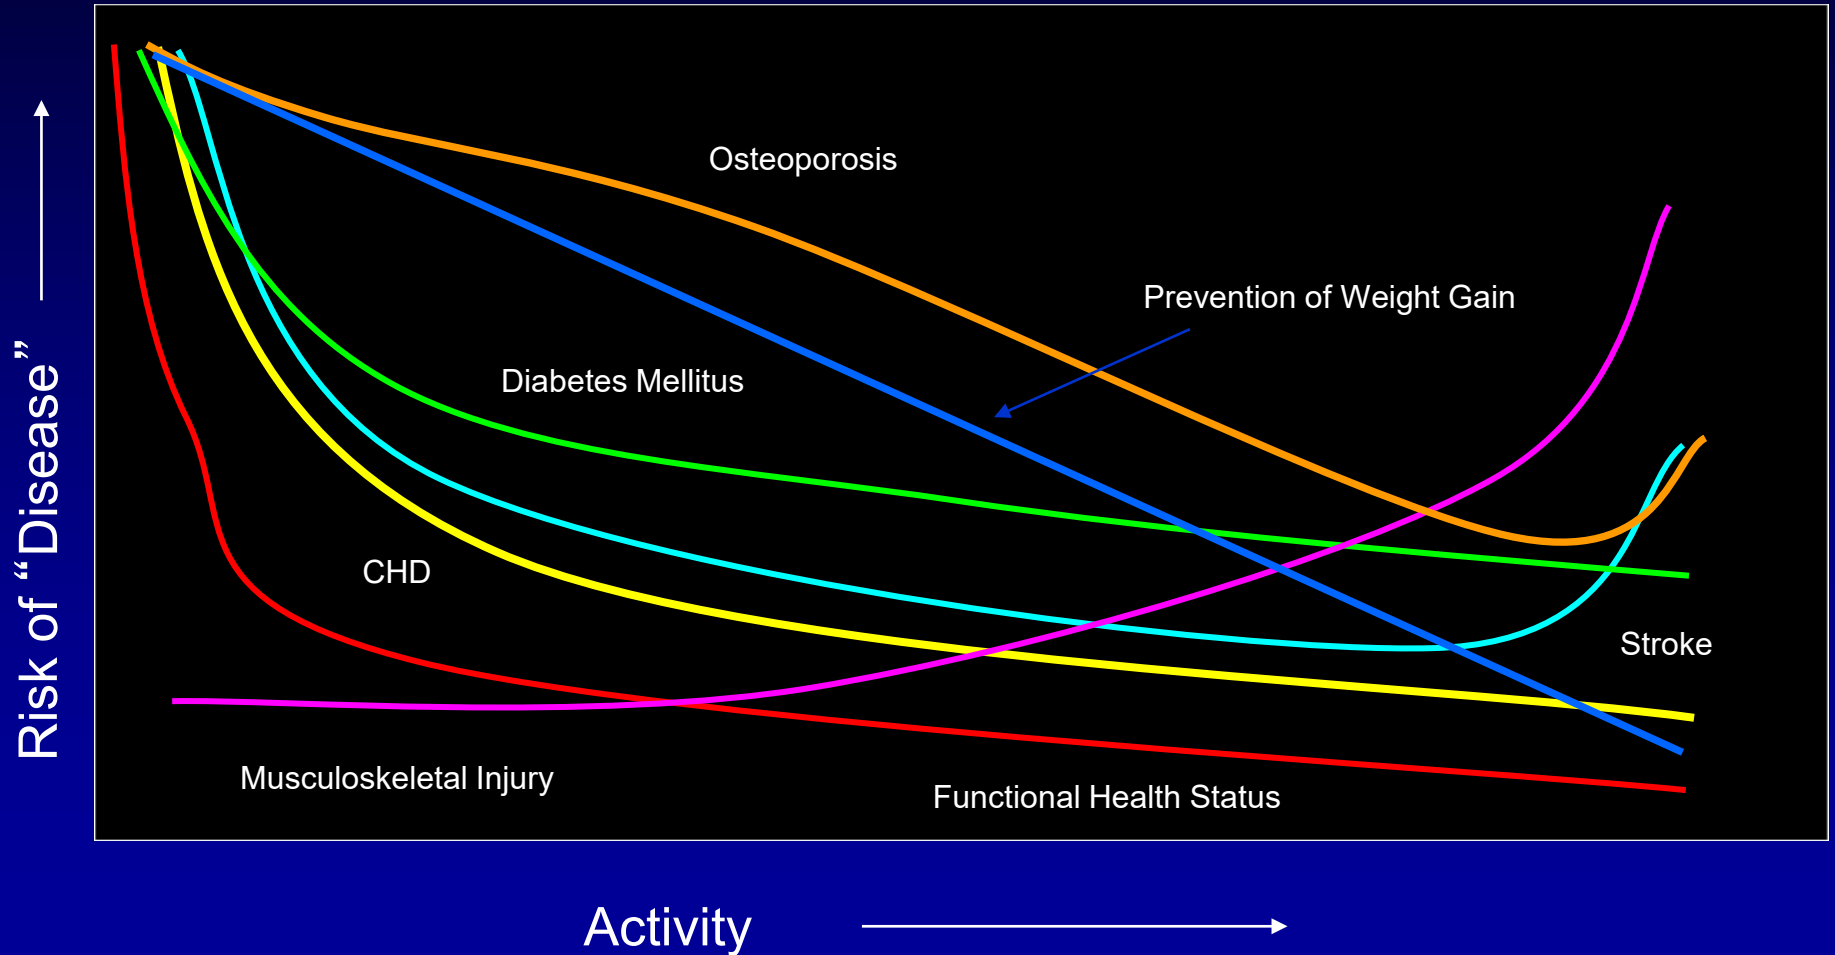 Osteoporosis
Prevention of Weight Gain
Diabetes Mellitus
CHD
Stroke
Musculoskeletal Injury
Functional Health Status
Risk of “Disease”
Activity